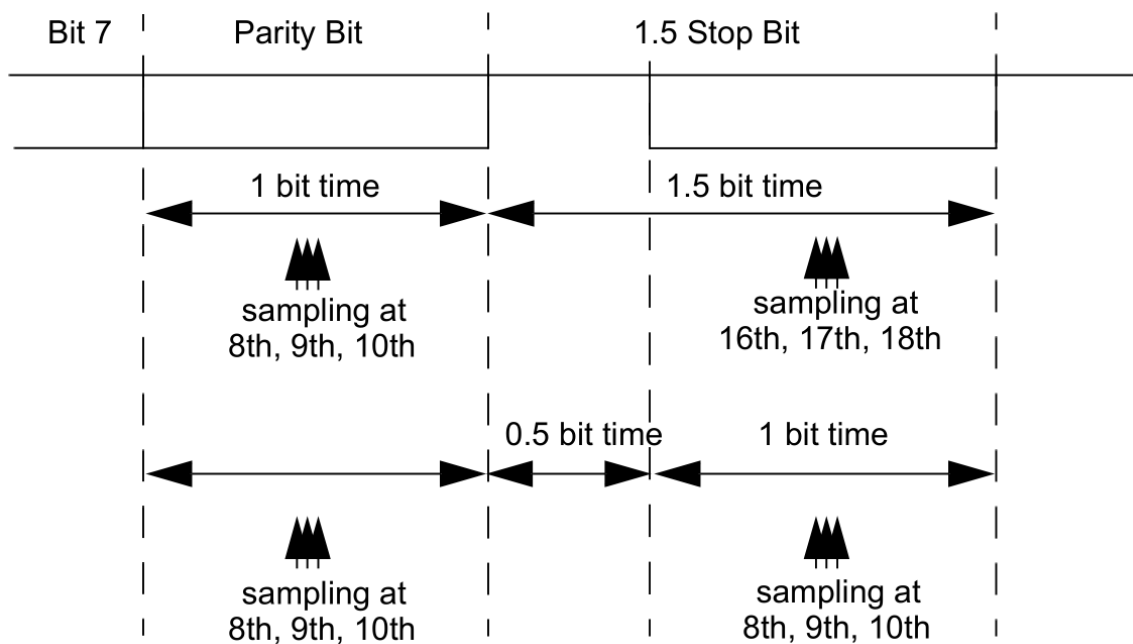 Bit 7 Parity Bit 1.5 Stop Bit
1 bit time 1.5 bit time
sampling at
8th, 9th, 10th
sampling at
16th, 17th, 18th
0.5 bit time 1 bit time
sampling at
8th, 9th, 10th
sampling at
8th, 9th, 10th